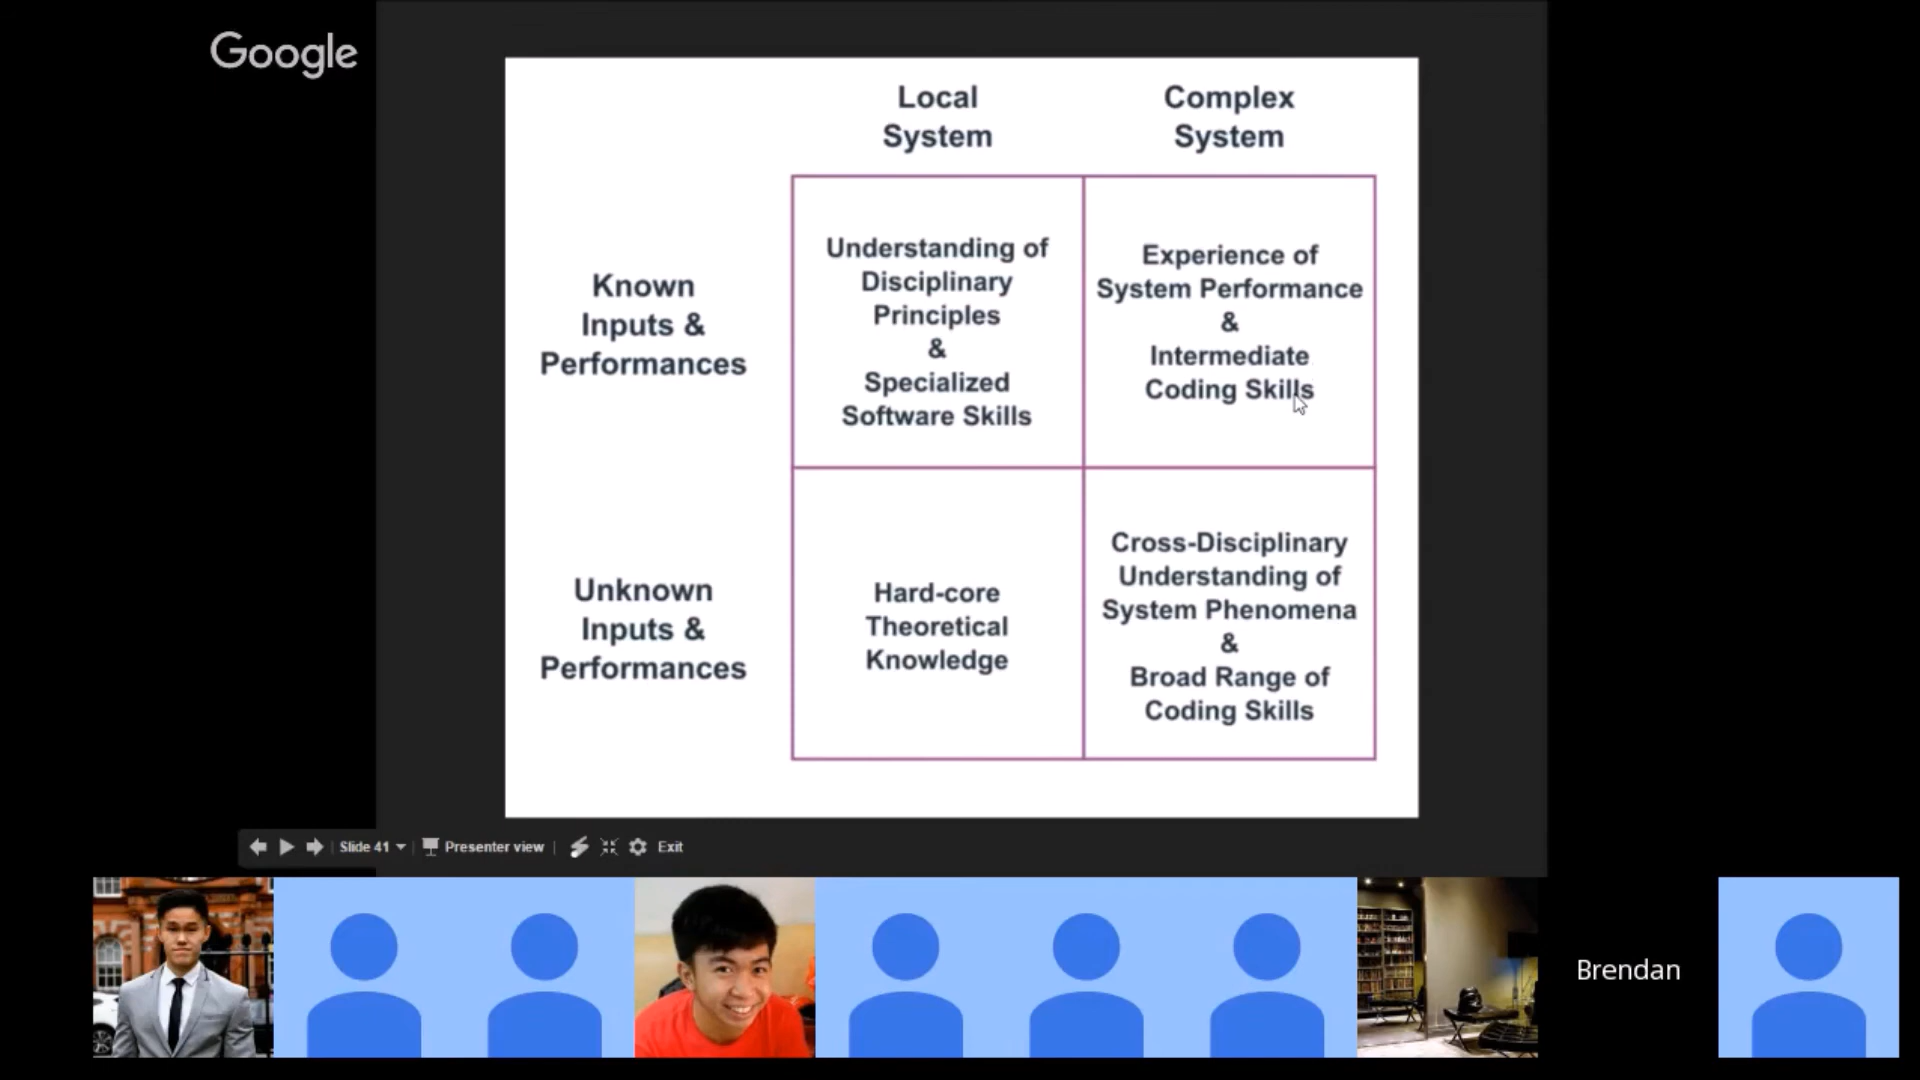 Google
Local
System
Complex
System
Known
Inputs &
Performances
Understanding of
Disciplinary
Principles
&
Specialized
Software Skills
Experience of
System Performance
&
Intermediate
Coding Skills
Unknown
Inputs &
Performances
Hard-core
Theoretical
Knowledge
Cross-Disciplinary
Understanding of
System Phenomena
&
Broad Range of
Coding Skills
Slide 41 Presenter view Exit
Brendan